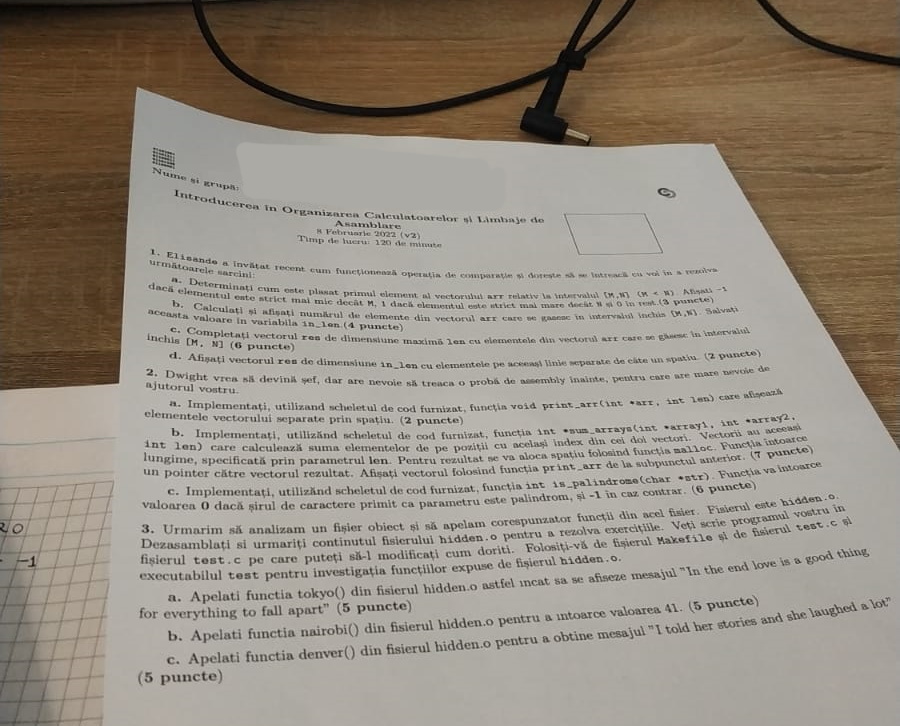 Nume și grupă:
Introducerea în Organizarea Calculatoarelor și Limbaje de
Asamblare
8 Februarie 2022 (v2)
Timp de lucru: 120 de minute
1. Elisande a învățat recent cum funcționează operația de comparație și dorește să se întreacă cu voi în a rezolva
următoarele sarcini:
a. Determinați cum este plasat primul element al vectorului arr relativ la intervalul [M,N] (M < N). Afișați -1
dacă elementul este strict mai mic decât M, 1 dacă elementul este strict mai mare decât N și 0 în rest.(3 puncte)
b. Calculați și afișați numărul de elemente din vectorul arr care se găsesc în intervalul închis [M,N]. Salvați
aceasta valoare în variabila in_len.(4 puncte)
c. Completați vectorul res de dimensiune maximă len cu elementele din vectorul arr care se găsesc în intervalul
închis [M, N] (6 puncte)
d. Afișați vectorul res de dimensiune in_len cu elementele pe aceeași linie separate de câte un spațiu. (2 puncte)
2. Dwight vrea să devină șef, dar are nevoie să treaca o probă de assembly înainte, pentru care are mare nevoie de
ajutorul vostru.
a. Implementați, utilizand scheletul de cod furnizat, funcția void print_arr(int *arr, int len) care afișează
elementele vectorului separate prin spațiu. (2 puncte)
b. Implementați, utilizând scheletul de cod furnizat, funcția int *sum_arrays(int *array1, int *array2,
int len) care calculează suma elementelor de pe poziții cu același index din cei doi vectori. Vectorii au aceeași
lungime, specificată prin parametrul len. Pentru rezultat se va aloca spațiu folosind funcția malloc. Funcția întoarce
un pointer către vectorul rezultat. Afișați vectorul folosind funcția print_arr de la subpunctul anterior. (7 puncte)
c. Implementați, utilizând scheletul de cod furnizat, funcția int is_palindrome(char *str). Funcția va întoarce
valoarea 0 dacă șirul de caractere primit ca parametru este palindrom, și -1 în caz contrar. (6 puncte)
3. Urmarim să analizam un fișier obiect și să apelam corespunzator funcții din acel fisier. Fisierul este hidden.o.
Dezasamblați si urmariți continutul fisierului hidden.o pentru a rezolva exercițiile. Veți scrie programul vostru in
fișierul test.c pe care puteți să-l modificați cum doriti. Folosiți-vă de fișierul Makefile și de fisierul test.c și
executabilul test pentru investigația funcțiilor expuse de fișierul hidden.o.
a. Apelati functia tokyo() din fisierul hidden.o astfel incat sa se afiseze mesajul "In the end love is a good thing
for everything to fall apart" (5 puncte)
b. Apelati functia nairobi() din fisierul hidden.o pentru a intoarce valoarea 41. (5 puncte)
c. Apelati functia denver() din fisierul hidden.o pentru a obtine mesajul "I told her stories and she laughed a lot"
(5 puncte)
-1